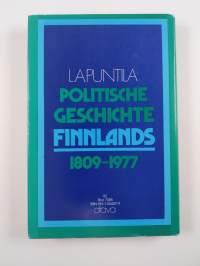 L.A.PUNTILA
POLITISCHE
GESCHICHTE
FINNLANDS
1809-1977
otava